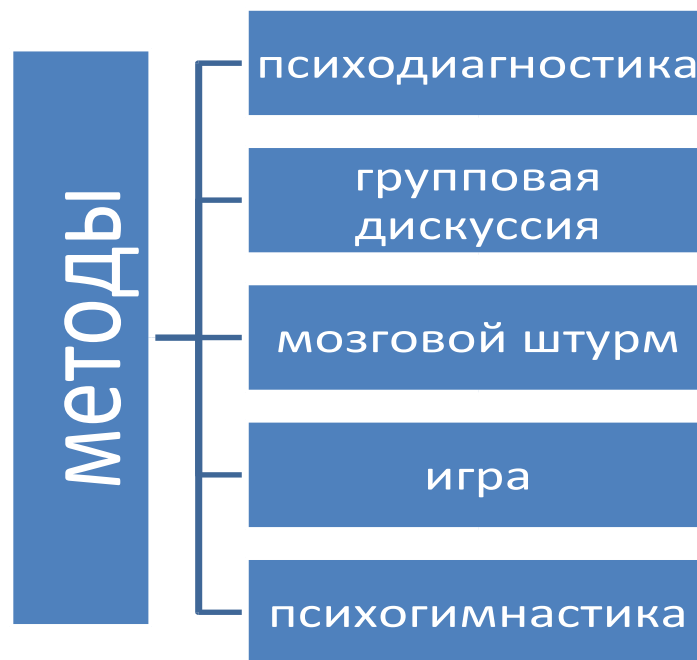 методы
психодиагностика
групповая
дискуссия
мозговой штурм
игра
психогимнастика